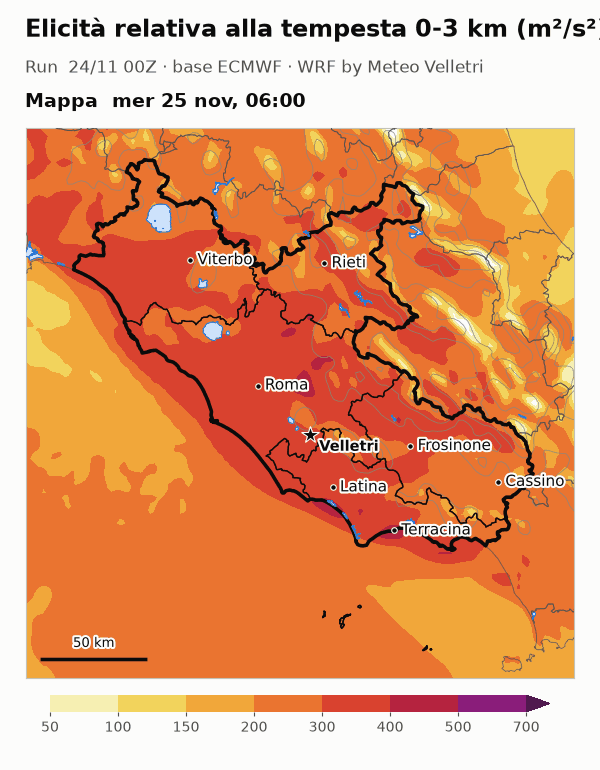 Elicità relativa alla tempesta 0-3 km (m²/s²)
Run 24/11 00Z · base ECMWF · WRF by Meteo Velletri
Mappa mer 25 nov, 06:00
Viterbo
Rieti
Roma
Velletri
Frosinone
Latina
Cassino
Terracina
50 km
50 100 150 200 300 400 500 700